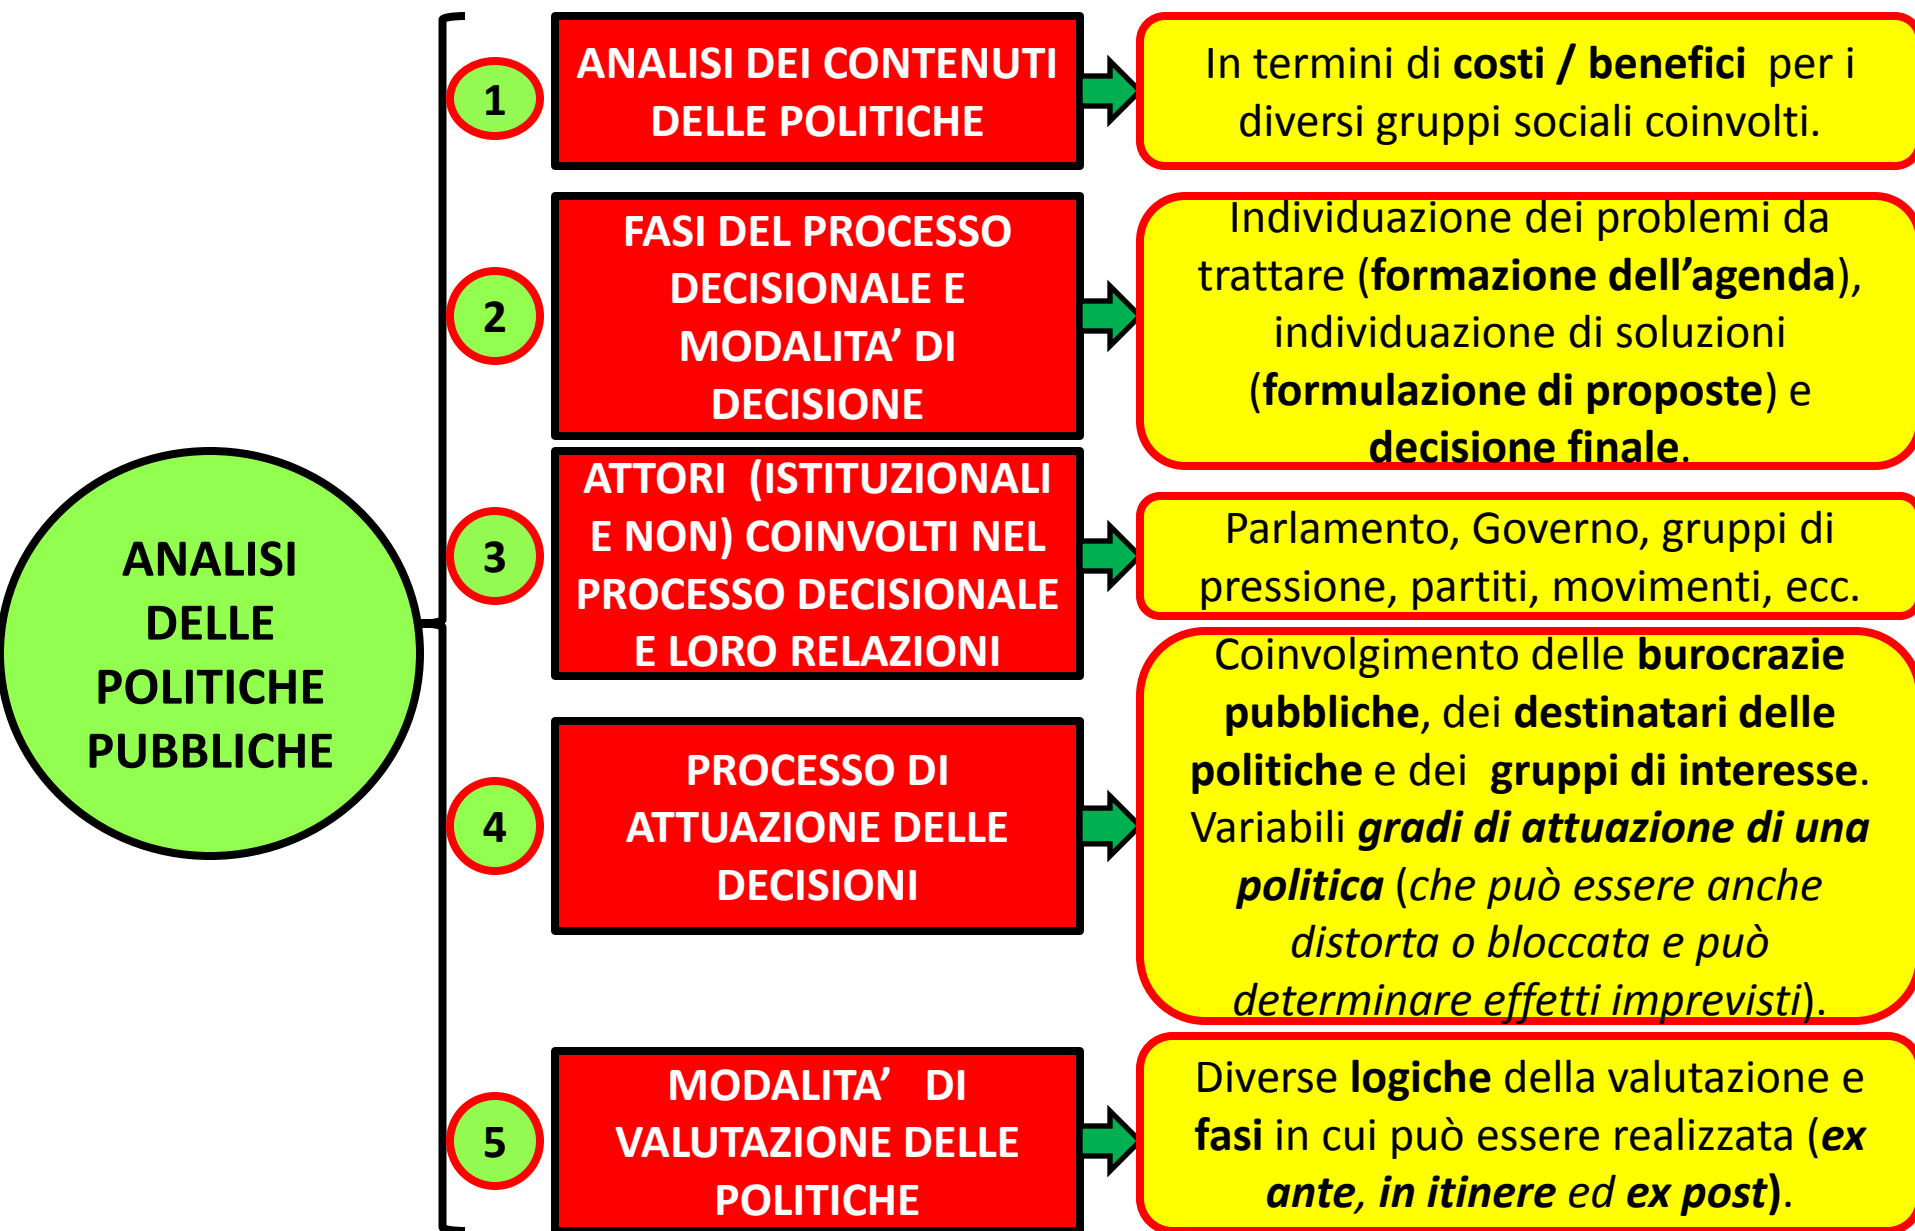 ANALISI
DELLE
POLITICHE
PUBBLICHE
1
ANALISI DEI CONTENUTI
DELLE POLITICHE
In termini di costi / benefici per i
diversi gruppi sociali coinvolti.
2
FASI DEL PROCESSO
DECISIONALE E
MODALITA’ DI
DECISIONE
Individuazione dei problemi da
trattare (formazione dell’agenda),
individuazione di soluzioni
(formulazione di proposte) e
decisione finale.
3
ATTORI (ISTITUZIONALI
E NON) COINVOLTI NEL
PROCESSO DECISIONALE
E LORO RELAZIONI
Parlamento, Governo, gruppi di
pressione, partiti, movimenti, ecc.
4
PROCESSO DI
ATTUAZIONE DELLE
DECISIONI
Coinvolgimento delle burocrazie
pubbliche, dei destinatari delle
politiche e dei gruppi di interesse.
Variabili gradi di attuazione di una
politica (che può essere anche
distorta o bloccata e può
determinare effetti imprevisti).
5
MODALITA’ DI
VALUTAZIONE DELLE
POLITICHE
Diverse logiche della valutazione e
fasi in cui può essere realizzata (ex
ante, in itinere ed ex post).